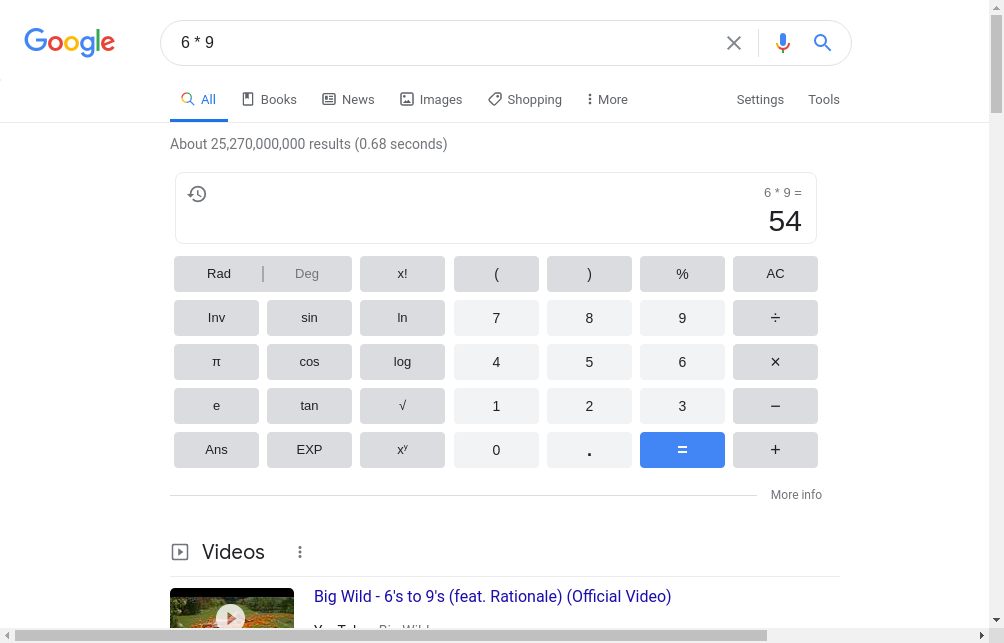 Google
6 * 9
All Books News Images Shopping More Settings Tools
About 25,270,000,000 results (0.68 seconds)
6 * 9 =
54
Rad | Deg x! ( ) % AC
Inv sin ln 7 8 9 ÷
π cos log 4 5 6 ×
e tan √ 1 2 3 −
Ans EXP xʸ 0 . = +
More info
Videos
Big Wild - 6's to 9's (feat. Rationale) (Official Video)